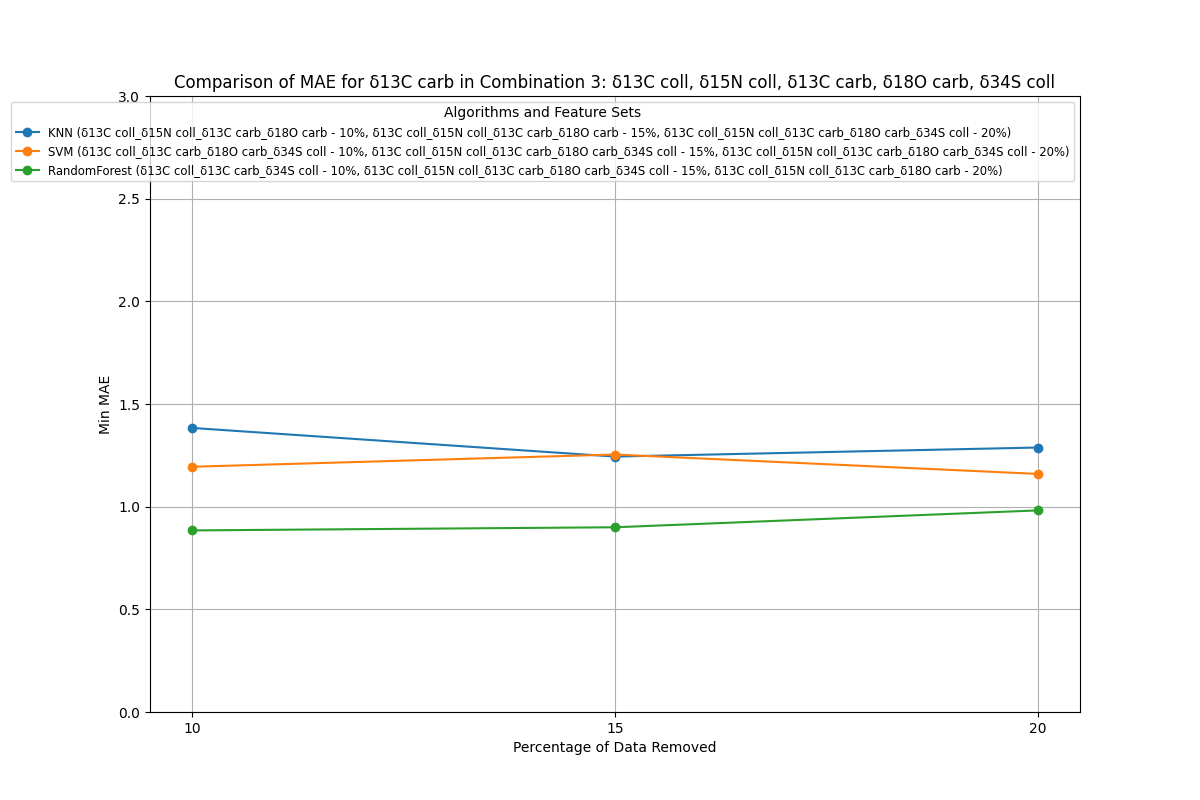 Comparison of MAE for δ13C carb in Combination 3: δ13C coll, δ15N coll, δ13C carb, δ18O carb, δ34S coll
3.0
Algorithms and Feature Sets
KNN (δ13C coll_δ15N coll_δ13C carb_δ18O carb - 10%, δ13C coll_δ15N coll_δ13C carb_δ18O carb - 15%, δ13C coll_δ15N coll_δ13C carb_δ18O carb_δ34S coll - 20%)
SVM (δ13C coll_δ13C carb_δ18O carb_δ34S coll - 10%, δ13C coll_δ15N coll_δ13C carb_δ18O carb_δ34S coll - 15%, δ13C coll_δ15N coll_δ13C carb_δ18O carb_δ34S coll - 20%)
RandomForest (δ13C coll_δ13C carb_δ34S coll - 10%, δ13C coll_δ15N coll_δ13C carb_δ18O carb_δ34S coll - 15%, δ13C coll_δ15N coll_δ13C carb_δ18O carb - 20%)
2.5
2.0
1.5
Min MAE
1.0
0.5
0.0
10 15 20
Percentage of Data Removed